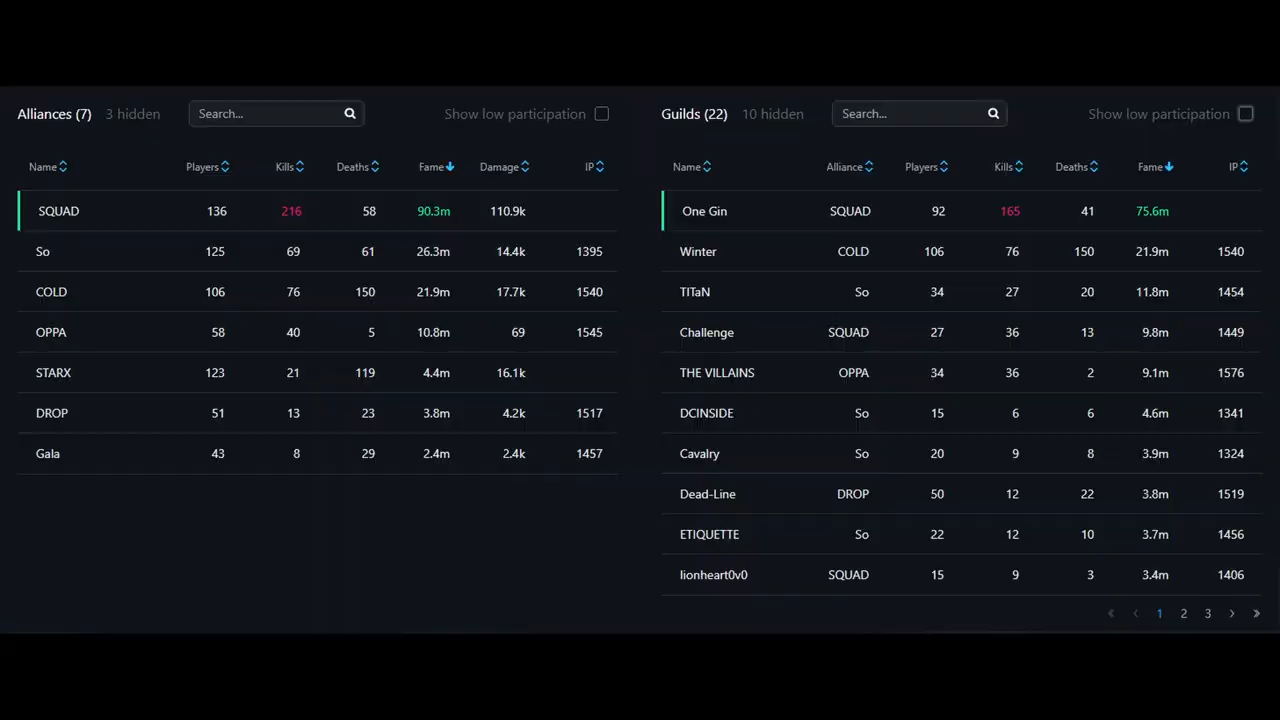 Alliances (7) 3 hidden Search... Show low participation
Name Players Kills Deaths Fame Damage IP
SQUAD 136 216 58 90.3m 110.9k
So 125 69 61 26.3m 14.4k 1395
COLD 106 76 150 21.9m 17.7k 1540
OPPA 58 40 5 10.8m 69 1545
STARX 123 21 119 4.4m 16.1k
DROP 51 13 23 3.8m 4.2k 1517
Gala 43 8 29 2.4m 2.4k 1457
Guilds (22) 10 hidden Search... Show low participation
Name Alliance Players Kills Deaths Fame IP
One Gin SQUAD 92 165 41 75.6m
Winter COLD 106 76 150 21.9m 1540
TITaN So 34 27 20 11.8m 1454
Challenge SQUAD 27 36 13 9.8m 1449
THE VILLAINS OPPA 34 36 2 9.1m 1576
DCINSIDE So 15 6 6 4.6m 1341
Cavalry So 20 9 8 3.9m 1324
Dead-Line DROP 50 12 22 3.8m 1519
ETIQUETTE So 22 12 10 3.7m 1456
lionheart0v0 SQUAD 15 9 3 3.4m 1406
« ‹ 1 2 3 › »